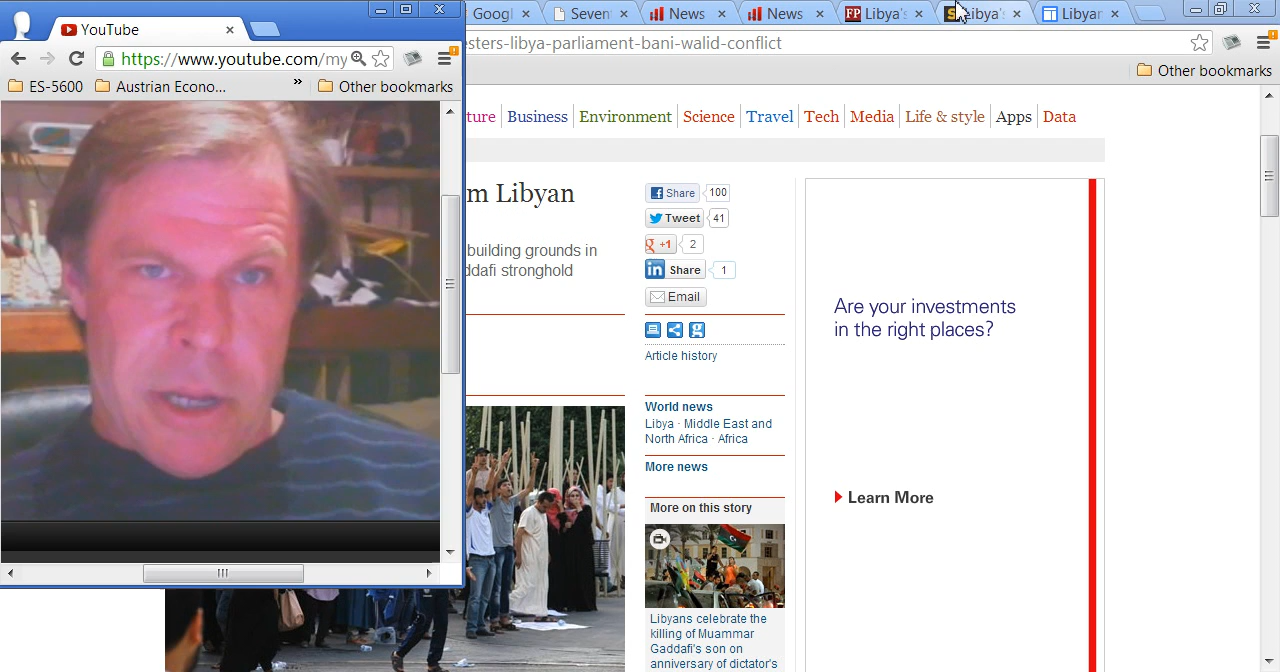 YouTube
https://www.youtube.com/my
ES-5600
Austrian Econo...
»
Other bookmarks
Googl
Seven
News
News
FP Libya's
Libya's
Libyan
sters-libya-parliament-bani-walid-conflict
Other bookmarks
ture
Business
Environment
Science
Travel
Tech
Media
Life & style
Apps
Data
m Libyan
building grounds in
ddafi stronghold
Share 100
Tweet 41
g +1 2
in Share 1
Email
Article history
World news
Libya · Middle East and
North Africa · Africa
More news
More on this story
Libyans celebrate the
killing of Muammar
Gaddafi's son on
anniversary of dictator's
Are your investments
in the right places?
Learn More